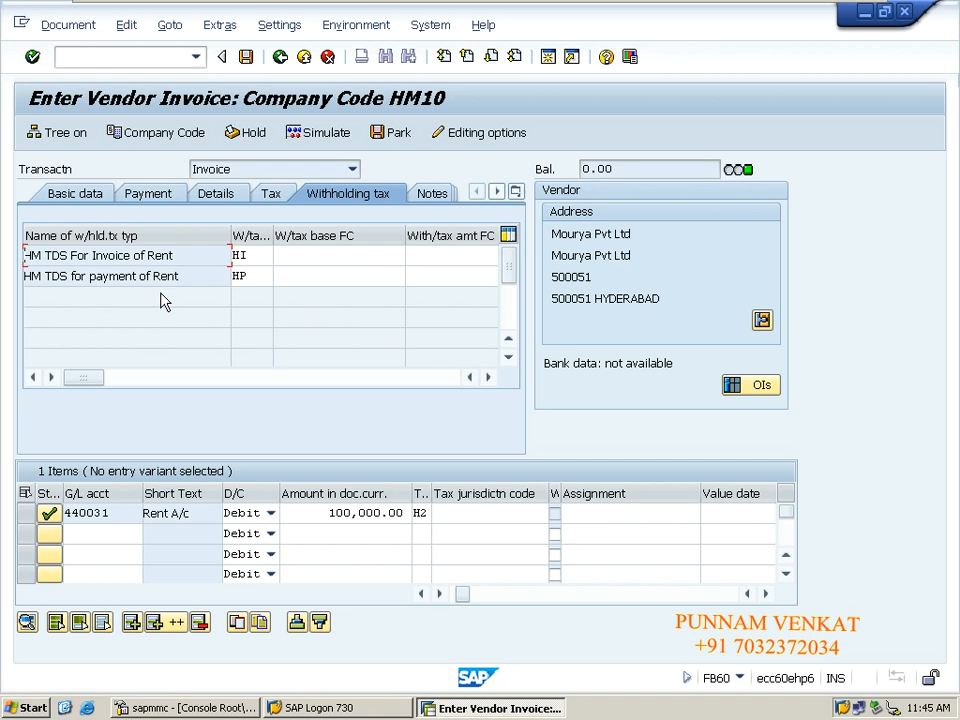 Document Edit Goto Extras Settings Environment System Help
Enter Vendor Invoice: Company Code HM10
Tree on Company Code Hold Simulate Park Editing options
Transactn Invoice Bal. 0.00
Basic data Payment Details Tax Withholding tax Notes
Vendor
Address
Name of w/hld.tx typ W/ta... W/tax base FC With/tax amt FC
HM TDS For Invoice of Rent HI
HM TDS for payment of Rent HP
Mourya Pvt Ltd
Mourya Pvt Ltd
500051
500051 HYDERABAD
Bank data: not available
OIs
1 Items ( No entry variant selected )
St... G/L acct Short Text D/C Amount in doc.curr. T.. Tax jurisdictn code W Assignment Value date
440031 Rent A/c Debit 100,000.00 H2
Debit
Debit
Debit
PUNNAM VENKAT
+91 7032372034
SAP
FB60 ecc60ehp6 INS
Start sapmmc - [Console Root\... SAP Logon 730 Enter Vendor Invoice:... 11:45 AM